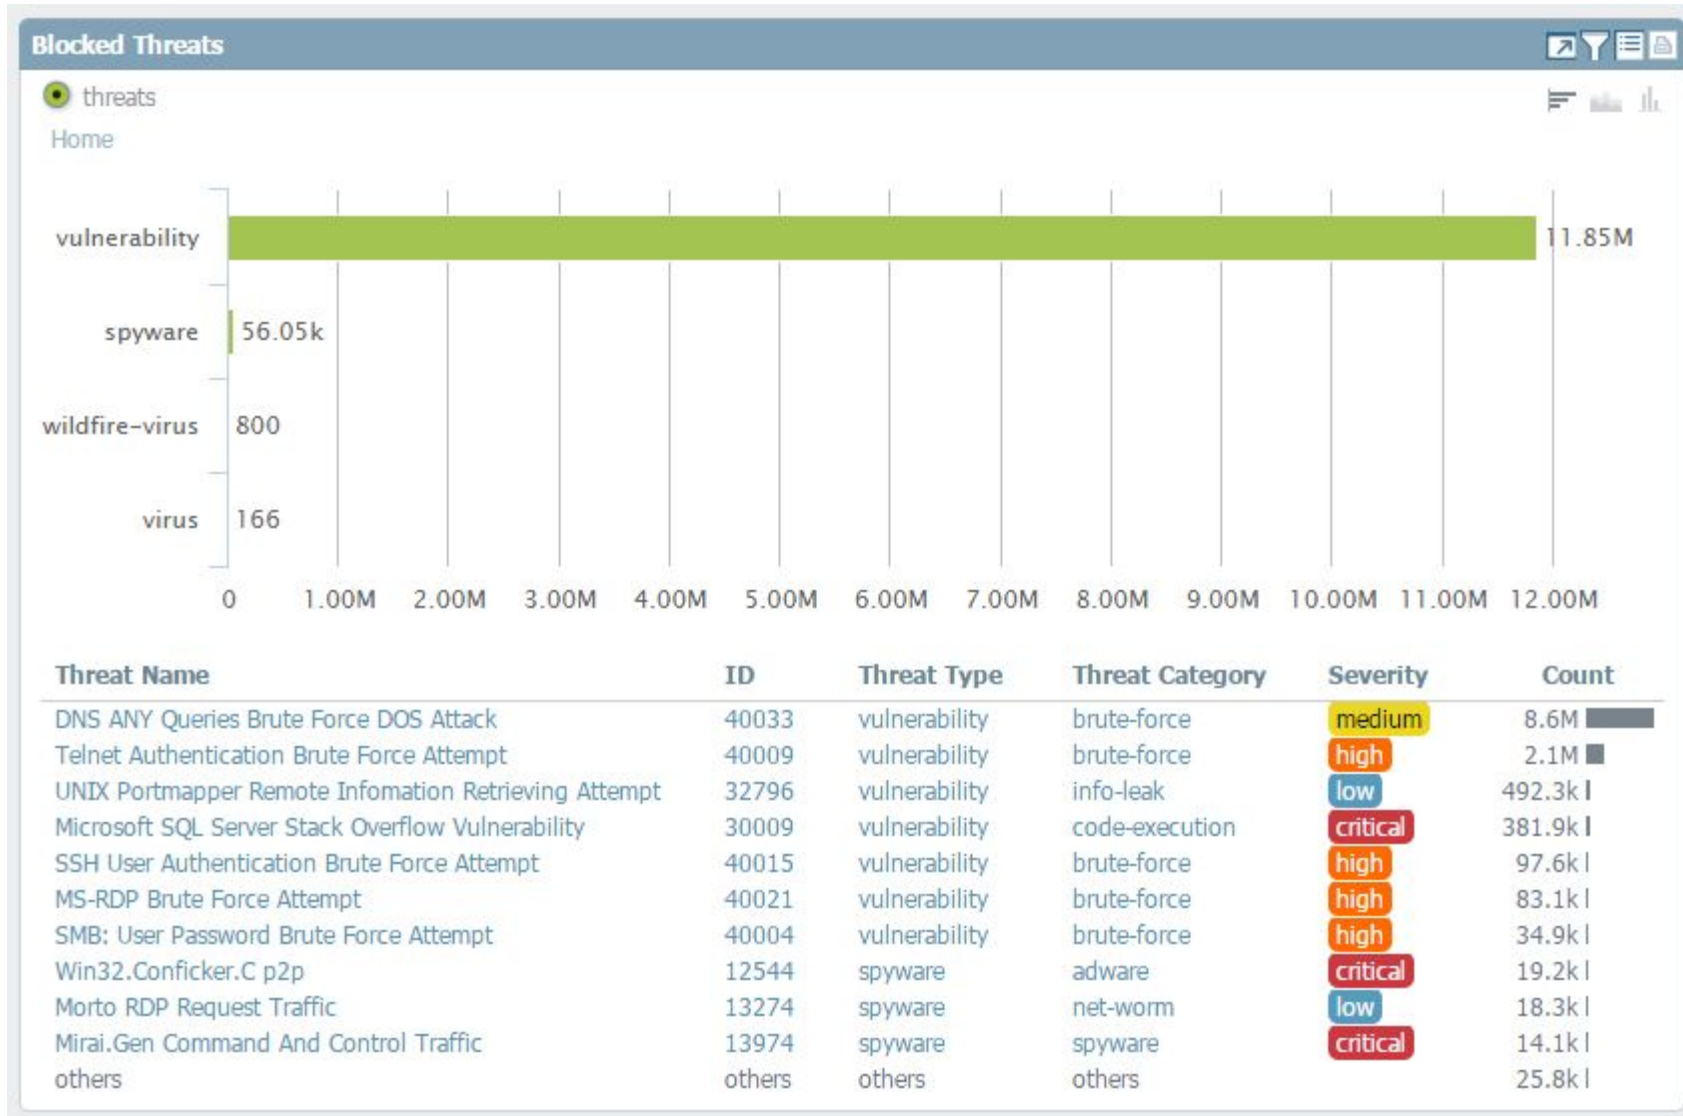 Blocked Threats
threats
Home
vulnerability 11.85M
spyware 56.05k
wildfire-virus 800
virus 166
0 1.00M 2.00M 3.00M 4.00M 5.00M 6.00M 7.00M 8.00M 9.00M 10.00M 11.00M 12.00M
Threat Name ID Threat Type Threat Category Severity Count
DNS ANY Queries Brute Force DOS Attack 40033 vulnerability brute-force medium 8.6M
Telnet Authentication Brute Force Attempt 40009 vulnerability brute-force high 2.1M
UNIX Portmapper Remote Infomation Retrieving Attempt 32796 vulnerability info-leak low 492.3k
Microsoft SQL Server Stack Overflow Vulnerability 30009 vulnerability code-execution critical 381.9k
SSH User Authentication Brute Force Attempt 40015 vulnerability brute-force high 97.6k
MS-RDP Brute Force Attempt 40021 vulnerability brute-force high 83.1k
SMB: User Password Brute Force Attempt 40004 vulnerability brute-force high 34.9k
Win32.Conficker.C p2p 12544 spyware adware critical 19.2k
Morto RDP Request Traffic 13274 spyware net-worm low 18.3k
Mirai.Gen Command And Control Traffic 13974 spyware spyware critical 14.1k
others others others others 25.8k